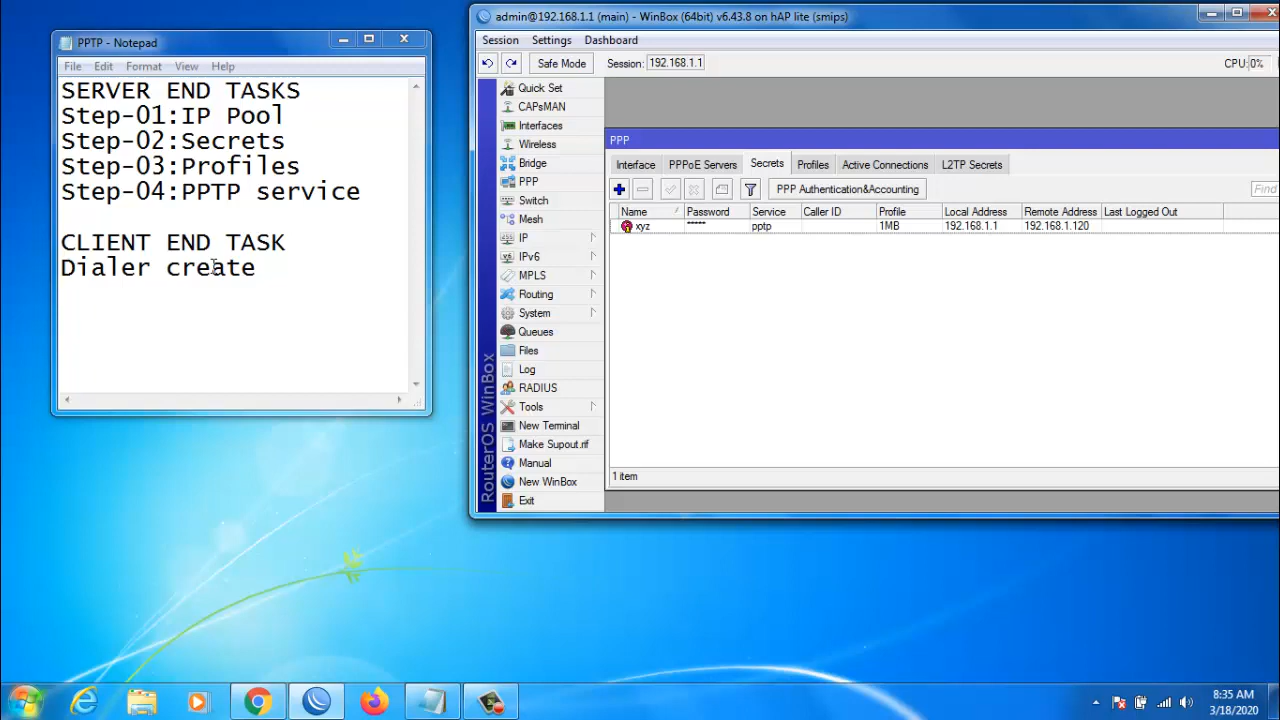 PPTP - Notepad
File Edit Format View Help
SERVER END TASKS
Step-01:IP Pool
Step-02:Secrets
Step-03:Profiles
Step-04:PPTP service
CLIENT END TASK
Dialer create
admin@192.168.1.1 (main) - WinBox (64bit) v6.43.8 on hAP lite (smips)
Session Settings Dashboard
Safe Mode Session: 192.168.1.1 CPU: 0%
RouterOS WinBox
Quick Set
CAPsMAN
Interfaces
Wireless
Bridge
PPP
Switch
Mesh
IP
IPv6
MPLS
Routing
System
Queues
Files
Log
RADIUS
Tools
New Terminal
Make Supout.rif
Manual
New WinBox
Exit
PPP
Interface PPPoE Servers Secrets Profiles Active Connections L2TP Secrets
PPP Authentication&Accounting Find
Name Password Service Caller ID Profile Local Address Remote Address Last Logged Out
xyz ***** pptp 1MB 192.168.1.1 192.168.1.120
1 item
8:35 AM
3/18/2020